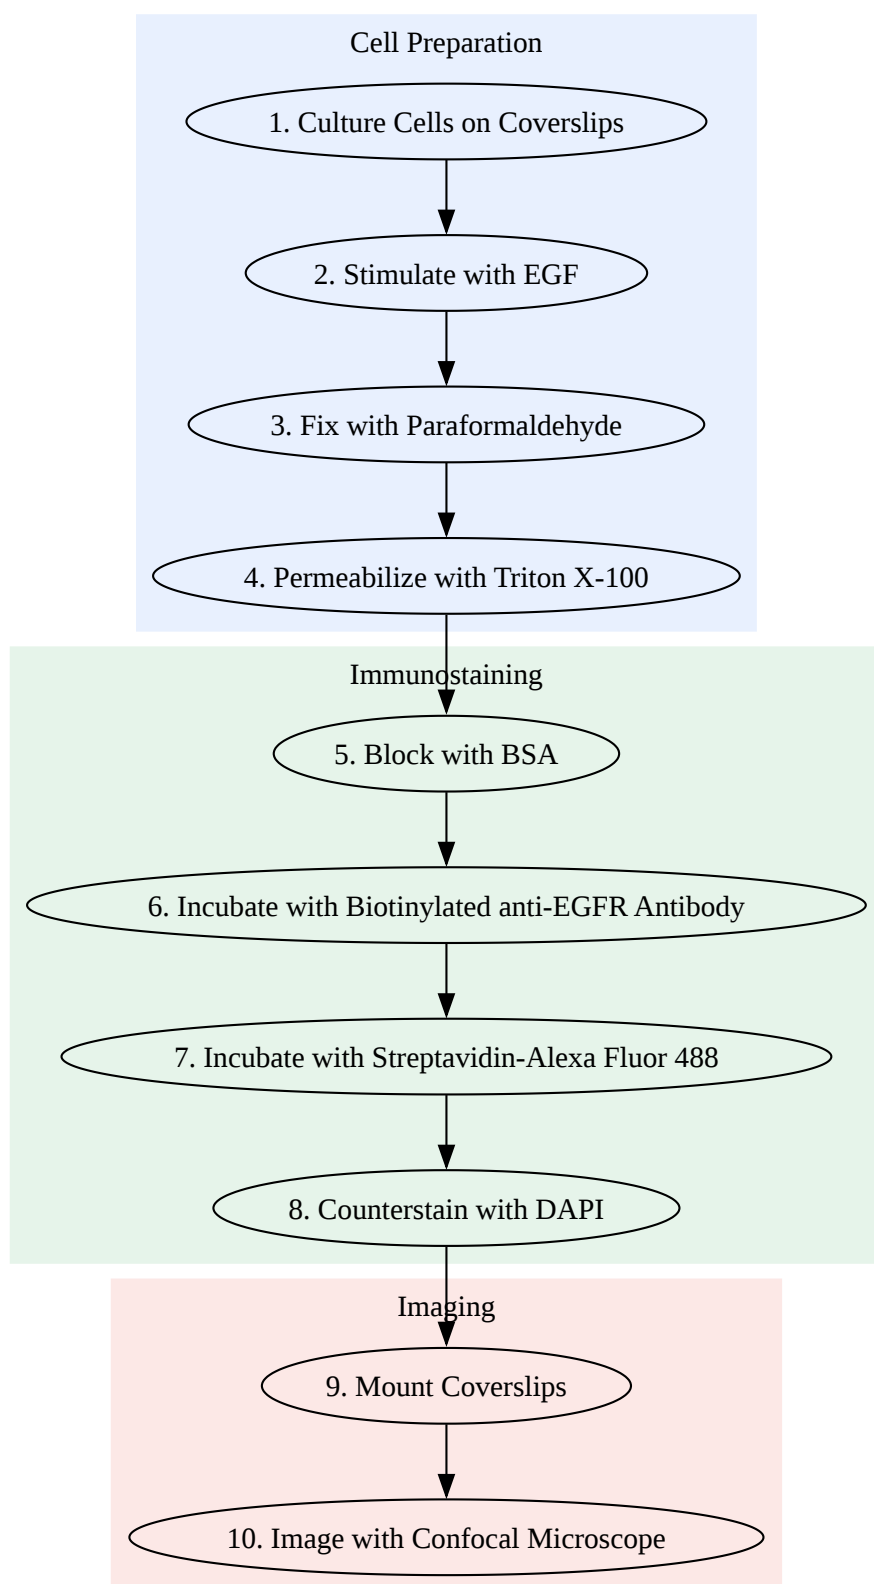 Cell Preparation
1. Culture Cells on Coverslips
2. Stimulate with EGF
3. Fix with Paraformaldehyde
4. Permeabilize with Triton X-100
Immunostaining
5. Block with BSA
6. Incubate with Biotinylated anti-EGFR Antibody
7. Incubate with Streptavidin-Alexa Fluor 488
8. Counterstain with DAPI
Imaging
9. Mount Coverslips
10. Image with Confocal Microscope